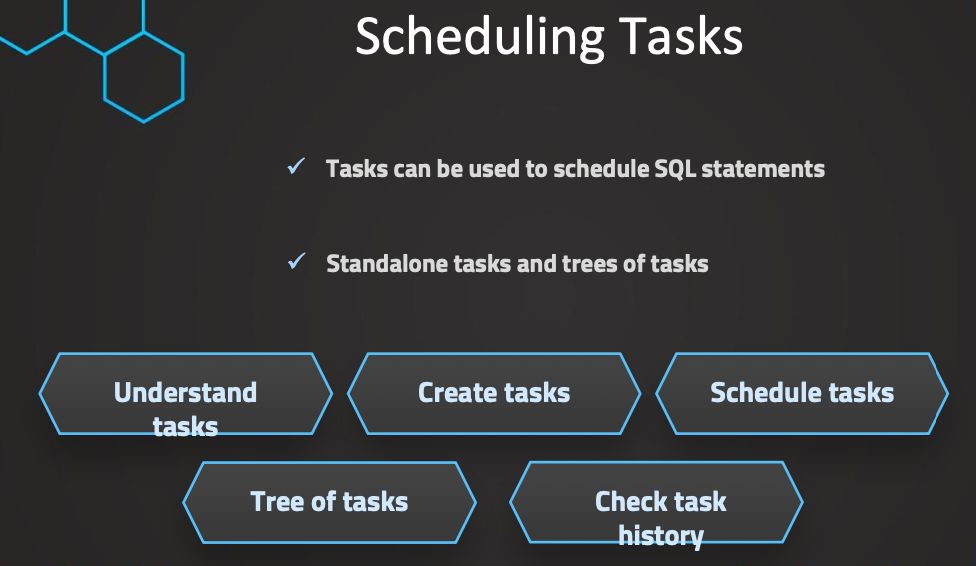 Scheduling Tasks
✓ Tasks can be used to schedule SQL statements
✓ Standalone tasks and trees of tasks
Understand
tasks
Create tasks
Schedule tasks
Tree of tasks
Check task
history